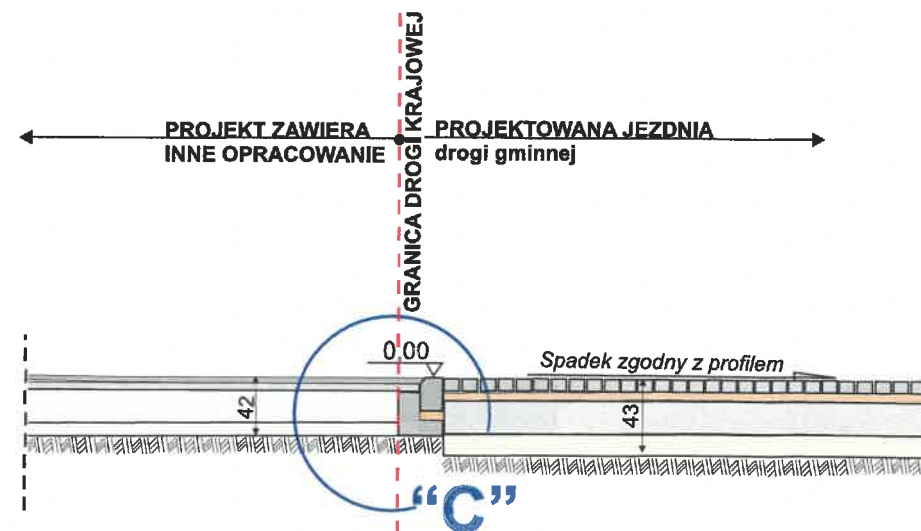 GRANICA DROGI KRAJOWEJ
PROJEKT ZAWIERA
INNE OPRACOWANIE
PROJEKTOWANA JEZDNIA
drogi gminnej
0,00
Spadek zgodny z profilem
42
43
“C”